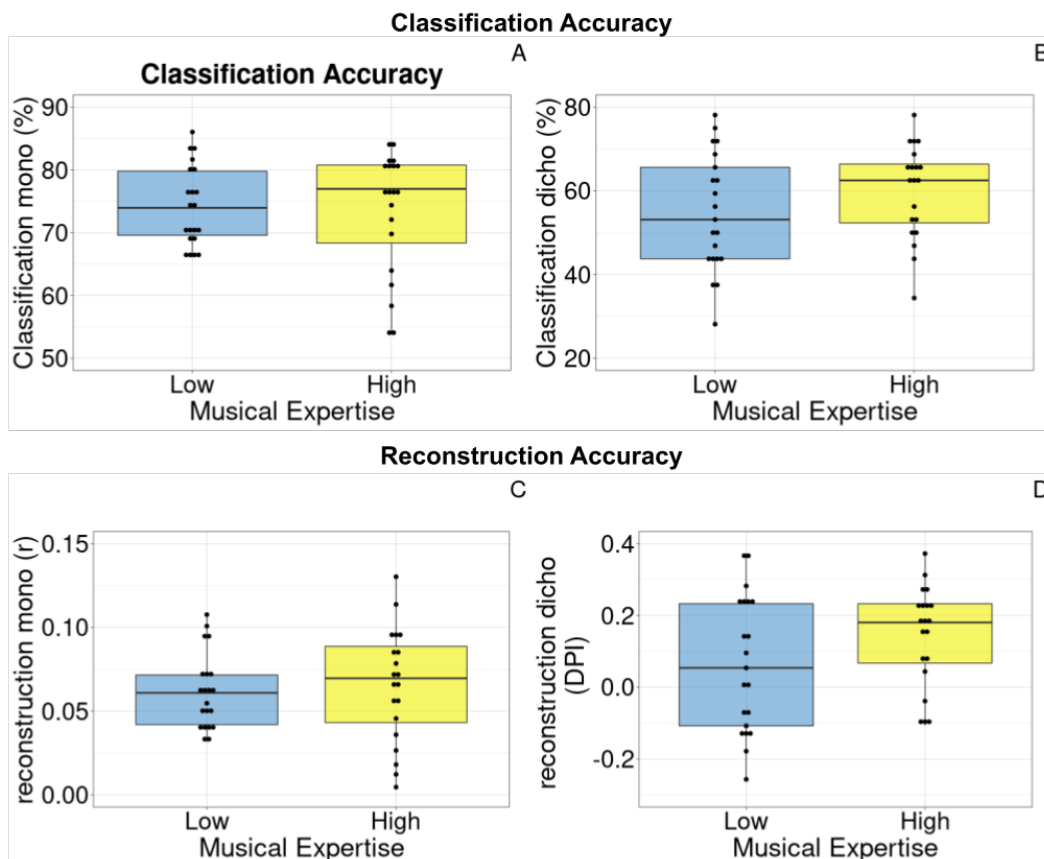 Classification Accuracy
A
Classification Accuracy
Classification mono (%)
90
80
70
60
50
Low High
Musical Expertise
B
Classification dicho (%)
80
60
40
20
Low High
Musical Expertise
Reconstruction Accuracy
C
reconstruction mono (r)
0.15
0.10
0.05
0.00
Low High
Musical Expertise
D
reconstruction dicho
(DPI)
0.4
0.2
0.0
-0.2
Low High
Musical Expertise